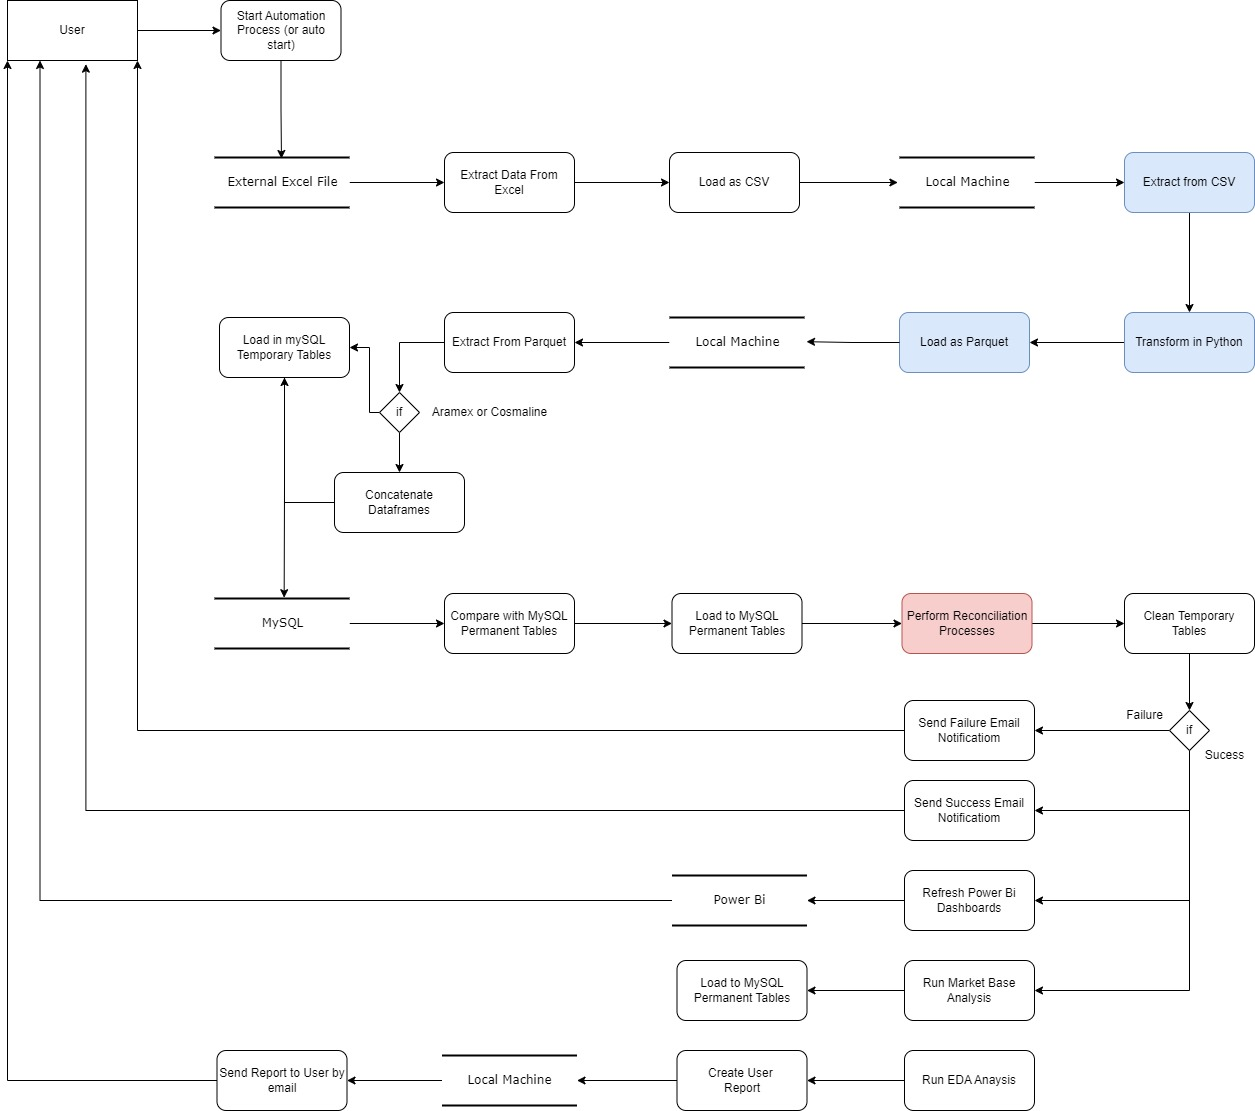 User
Start Automation
Process (or auto
start)
External Excel File
Extract Data From
Excel
Load as CSV
Local Machine
Extract from CSV
Load in mySQL
Temporary Tables
Extract From Parquet
Local Machine
Load as Parquet
Transform in Python
if
Aramex or Cosmaline
Concatenate
Dataframes
MySQL
Compare with MySQL
Permanent Tables
Load to MySQL
Permanent Tables
Perform Reconciliation
Processes
Clean Temporary
Tables
Send Failure Email
Notificatiom
Failure
if
Sucess
Send Success Email
Notificatiom
Power Bi
Refresh Power Bi
Dashboards
Load to MySQL
Permanent Tables
Run Market Base
Analysis
Send Report to User by
email
Local Machine
Create User
Report
Run EDA Anaysis